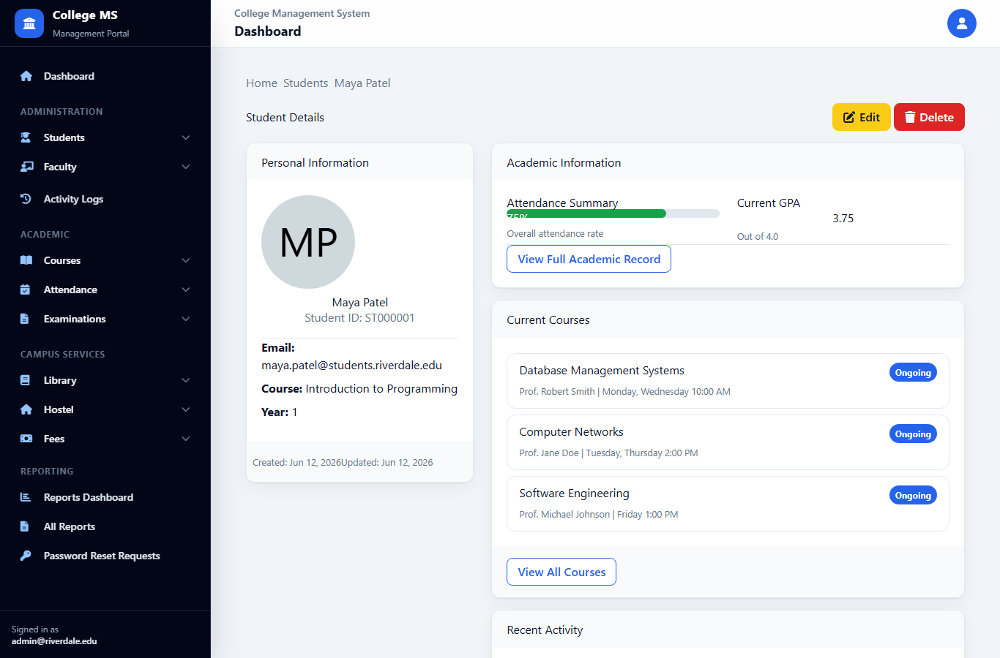 College MS
Management Portal
Dashboard
ADMINISTRATION
Students
Faculty
Activity Logs
ACADEMIC
Courses
Attendance
Examinations
CAMPUS SERVICES
Library
Hostel
Fees
REPORTING
Reports Dashboard
All Reports
Password Reset Requests
Signed in as
admin@riverdale.edu
College Management System
Dashboard
Home Students Maya Patel
Student Details
Edit
Delete
Personal Information
MP
Maya Patel
Student ID: ST000001
Email:
maya.patel@students.riverdale.edu
Course: Introduction to Programming
Year: 1
Created: Jun 12, 2026Updated: Jun 12, 2026
Academic Information
Attendance Summary
75%
Overall attendance rate
Current GPA
3.75
Out of 4.0
View Full Academic Record
Current Courses
Database Management Systems
Ongoing
Prof. Robert Smith | Monday, Wednesday 10:00 AM
Computer Networks
Ongoing
Prof. Jane Doe | Tuesday, Thursday 2:00 PM
Software Engineering
Ongoing
Prof. Michael Johnson | Friday 1:00 PM
View All Courses
Recent Activity